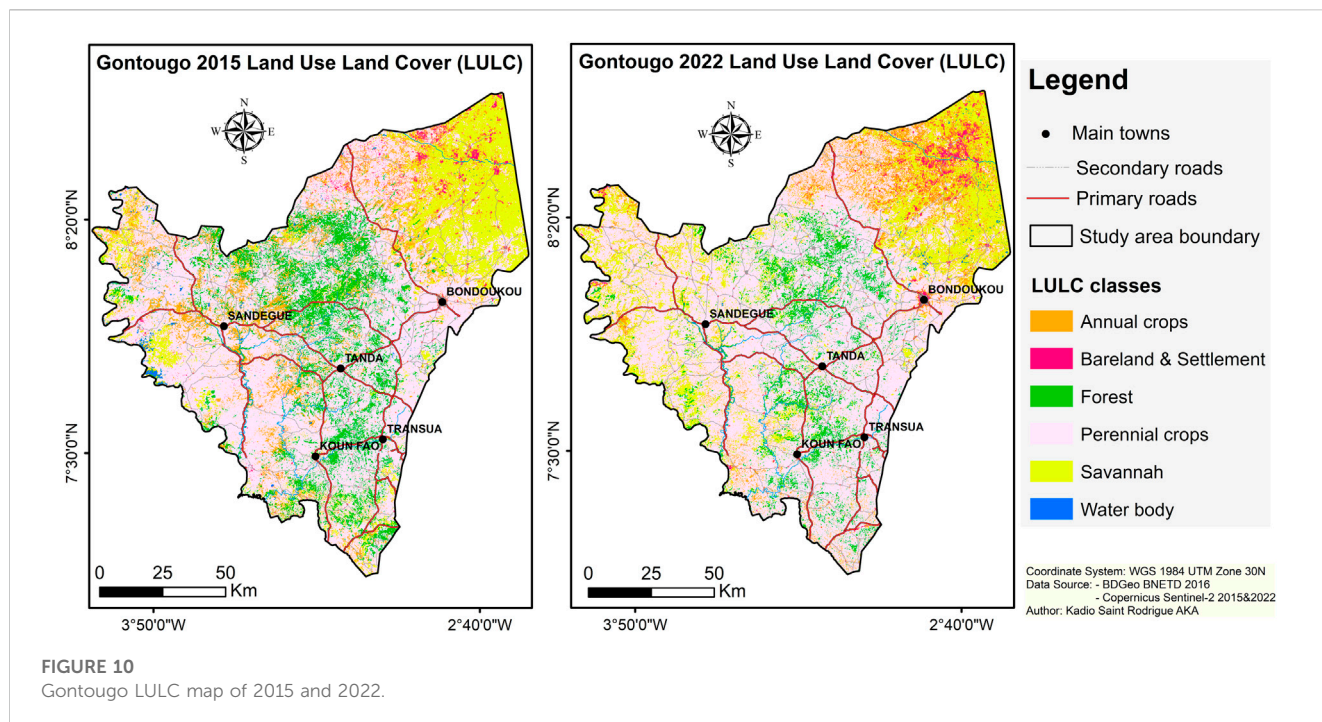 Gontougo 2015 Land Use Land Cover (LULC)
N
W
E
S
8°20'0"N
7°30'0"N
BONDOUKOU
SANDEGUE
TANDA
TRANSUA
KOUN FAO
0 25 50
Km
3°50'0"W 2°40'0"W
Gontougo 2022 Land Use Land Cover (LULC)
N
W
E
S
8°20'0"N
7°30'0"N
BONDOUKOU
SANDEGUE
TANDA
TRANSUA
KOUN FAO
0 25 50
Km
3°50'0"W 2°40'0"W
Legend
Main towns
Secondary roads
Primary roads
Study area boundary
LULC classes
Annual crops
Bareland & Settlement
Forest
Perennial crops
Savannah
Water body
Coordinate System: WGS 1984 UTM Zone 30N
Data Source: - BDGeo BNETD 2016
- Copernicus Sentinel-2 2015&2022
Author: Kadio Saint Rodrigue AKA
FIGURE 10
Gontougo LULC map of 2015 and 2022.